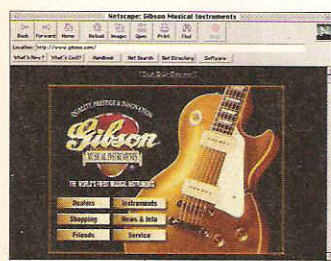 Netscape: Gibson Musical Instruments
Back Forward Home Reload Images Open Print Find Stop
Location: http://www.gibson.com/
What's New? What's Cool? Handbook Net Search Net Directory Software
QUALITY, PRESTIGE & INNOVATION
Gibson
MUSICAL INSTRUMENTS
THE WORLD'S FINEST MUSICAL INSTRUMENTS
Dealers Instruments
Shopping News & Info
Friends Service